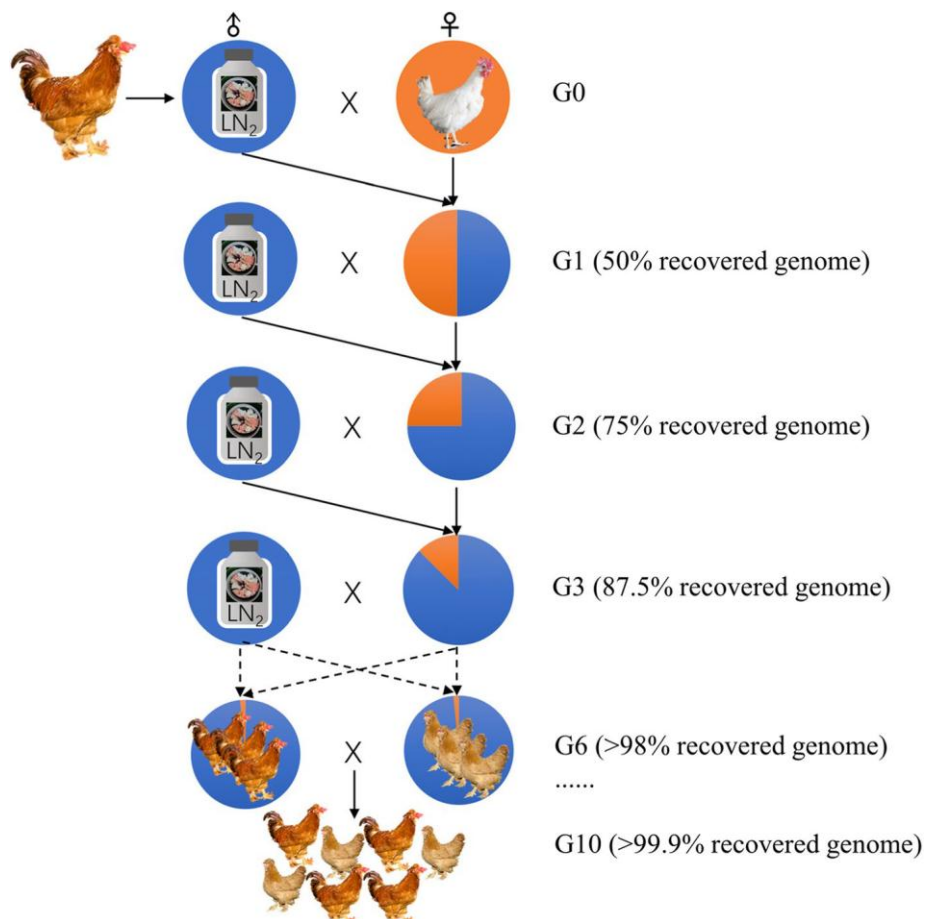 ♂ ♀
LN₂ X G0
LN₂ X G1 (50% recovered genome)
LN₂ X G2 (75% recovered genome)
LN₂ X G3 (87.5% recovered genome)
X G6 (>98% recovered genome)
......
G10 (>99.9% recovered genome)